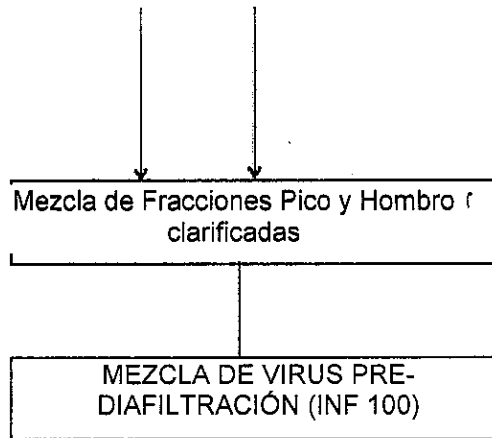 Mezcla de Fracciones Pico y Hombro
clarificadas
MEZCLA DE VIRUS PRE-
DIAFILTRACIÓN (INF 100)